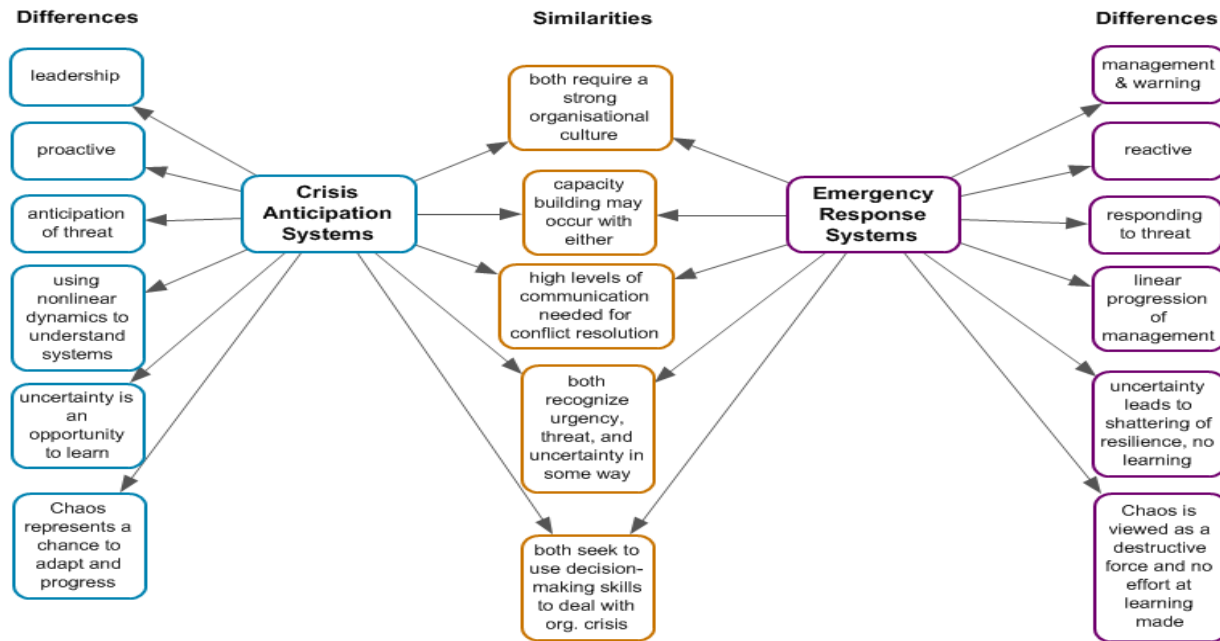 Differences
Similarities
Differences
leadership
proactive
anticipation
of threat
using
nonlinear
dynamics to
understand
systems
uncertainty is
an
opportunity
to learn
Chaos
represents a
chance to
adapt and
progress
Crisis
Anticipation
Systems
both require a
strong
organisational
culture
capacity
building may
occur with
either
high levels of
communication
needed for
conflict resolution
both
recognize
urgency,
threat, and
uncertainty in
some way
both seek to
use decision-
making skills
to deal with
org. crisis
Emergency
Response
Systems
management
& warning
reactive
responding
to threat
linear
progression
of
management
uncertainty
leads to
shattering of
resilience, no
learning
Chaos is
viewed as a
destructive
force and no
effort at
learning
made